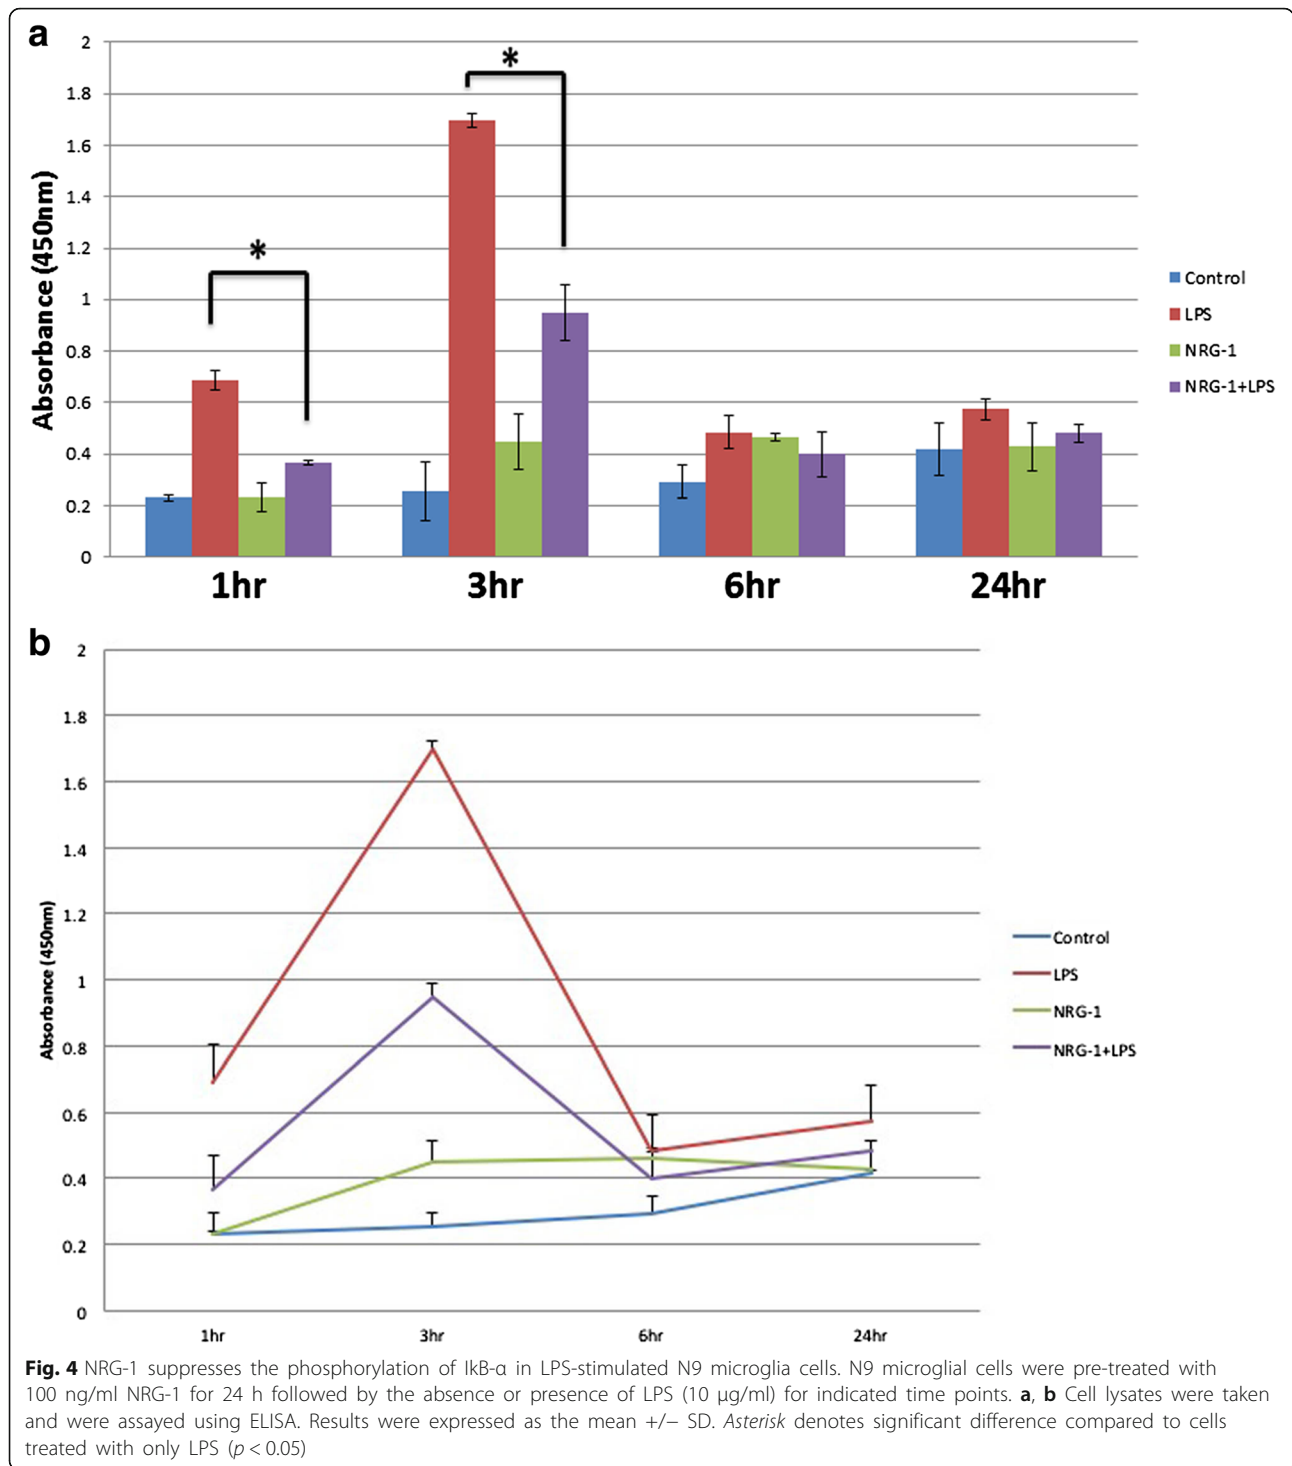 a
2
1.8
1.6
1.4
1.2
1
0.8
0.6
0.4
0.2
0
Absorbance (450nm)
*
*
1hr 3hr 6hr 24hr
Control
LPS
NRG-1
NRG-1+LPS
b
2
1.8
1.6
1.4
1.2
1
0.8
0.6
0.4
0.2
0
Absorbance (450nm)
1hr 3hr 6hr 24hr
Control
LPS
NRG-1
NRG-1+LPS
Fig. 4 NRG-1 suppresses the phosphorylation of IkB-α in LPS-stimulated N9 microglia cells. N9 microglial cells were pre-treated with
100 ng/ml NRG-1 for 24 h followed by the absence or presence of LPS (10 μg/ml) for indicated time points. a, b Cell lysates were taken
and were assayed using ELISA. Results were expressed as the mean +/− SD. Asterisk denotes significant difference compared to cells
treated with only LPS (p < 0.05)